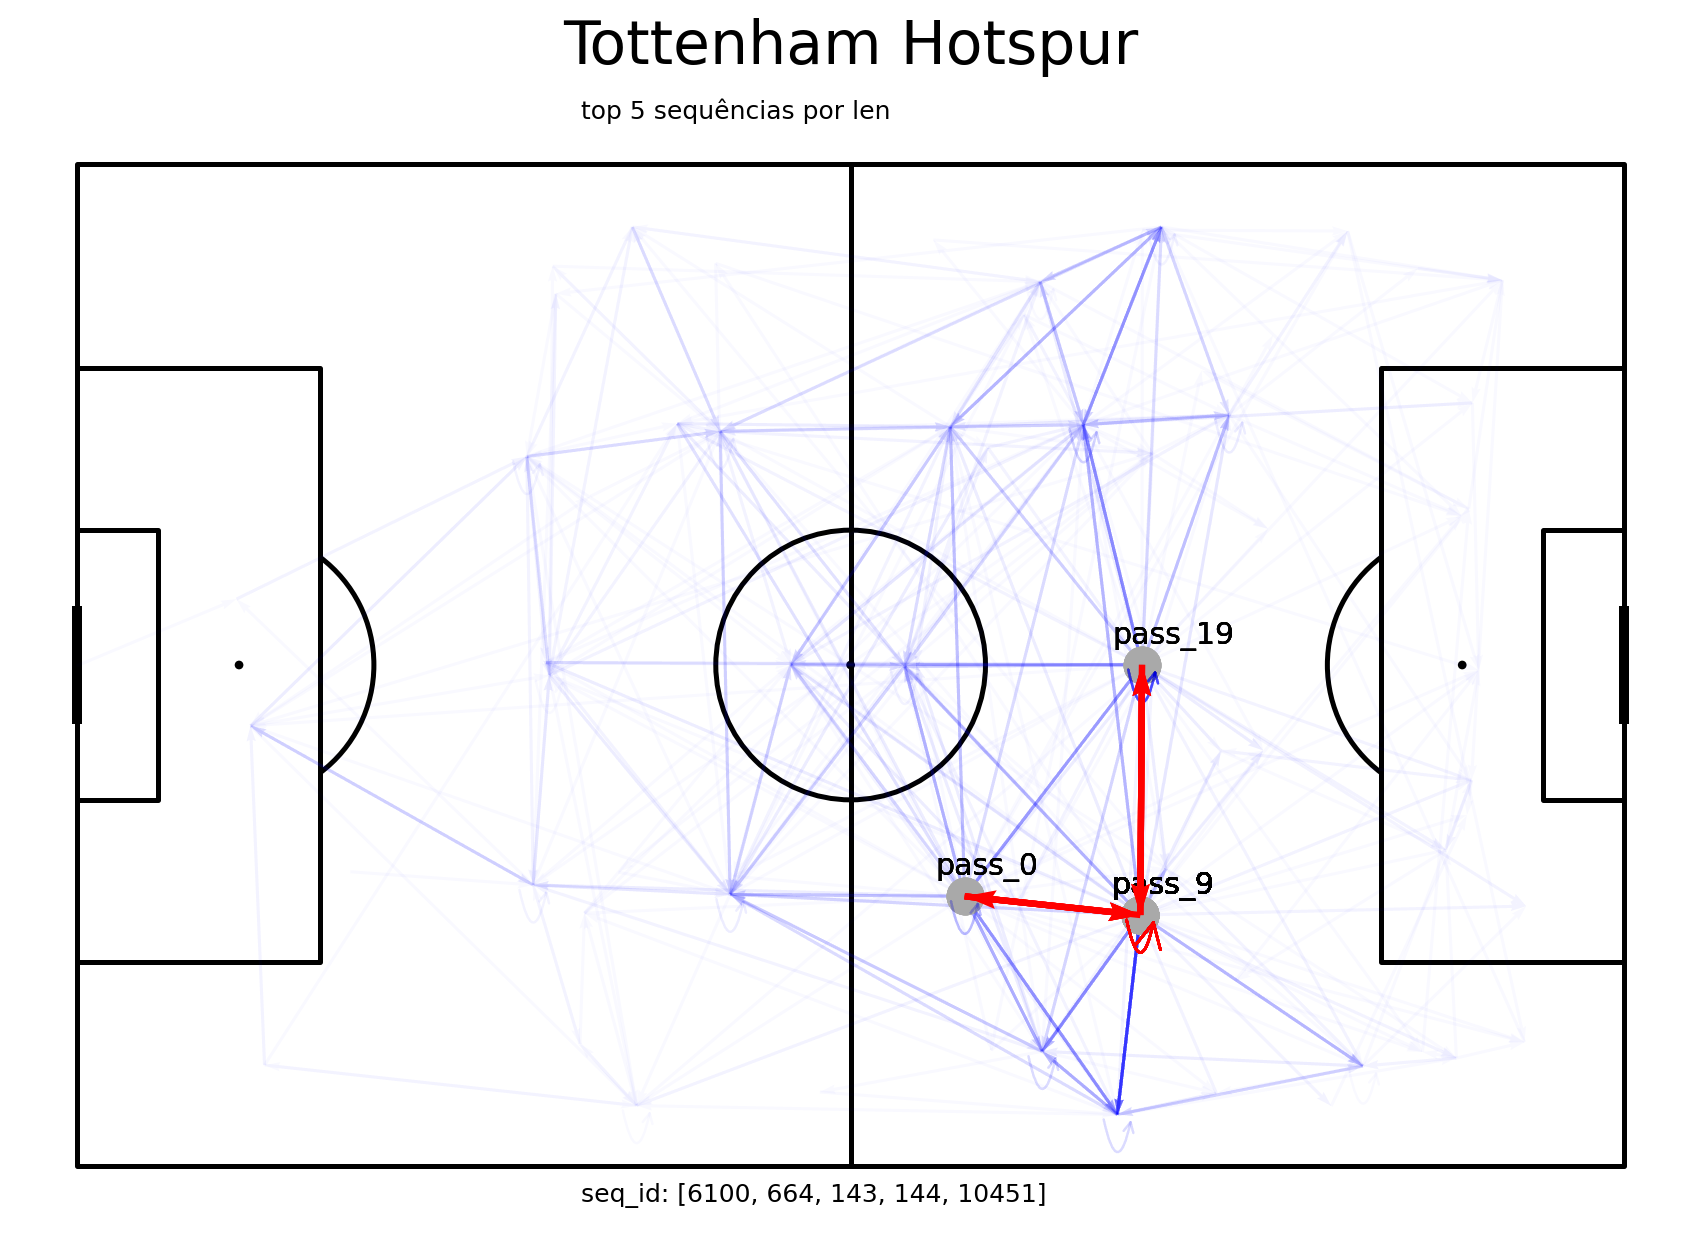 Tottenham Hotspur
top 5 sequências por len
pass_19
pass_0
pass_9
seq_id: [6100, 664, 143, 144, 10451]